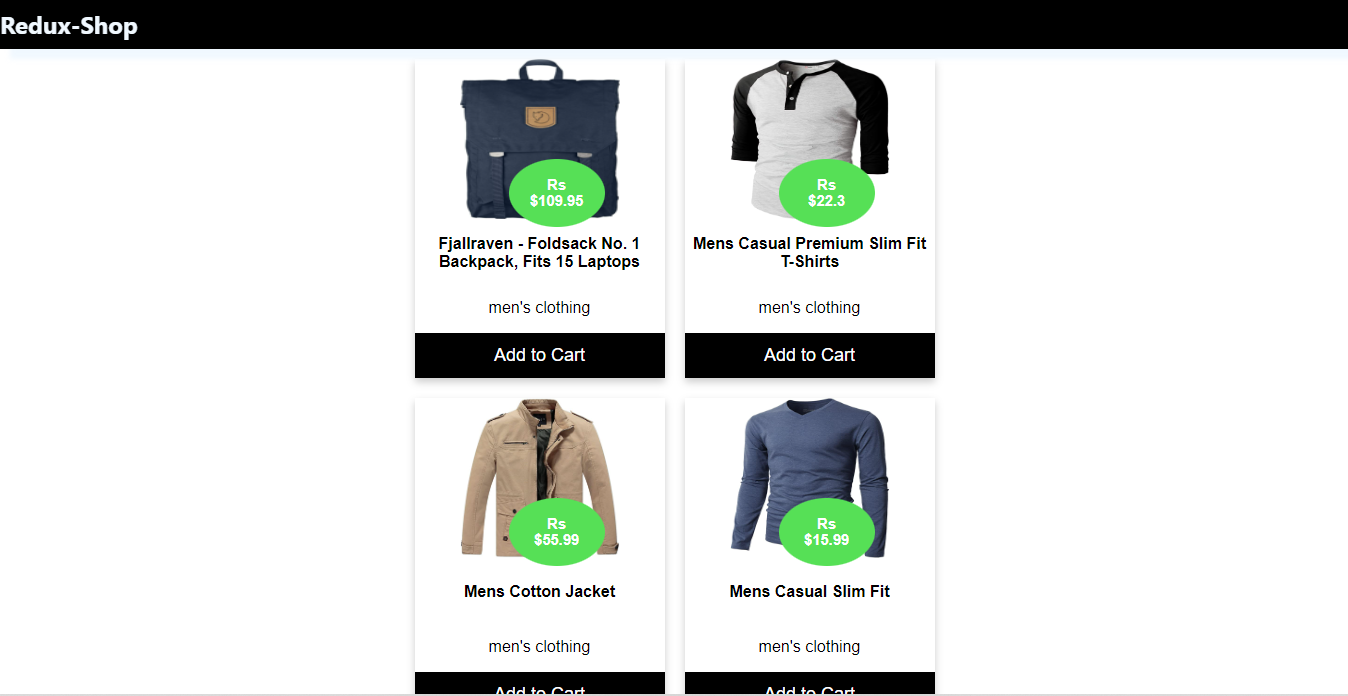 Redux-Shop
Rs
$109.95
Fjallraven - Foldsack No. 1
Backpack, Fits 15 Laptops
men's clothing
Add to Cart
Rs
$22.3
Mens Casual Premium Slim Fit
T-Shirts
men's clothing
Add to Cart
Rs
$55.99
Mens Cotton Jacket
men's clothing
Add to Cart
Rs
$15.99
Mens Casual Slim Fit
men's clothing
Add to Cart